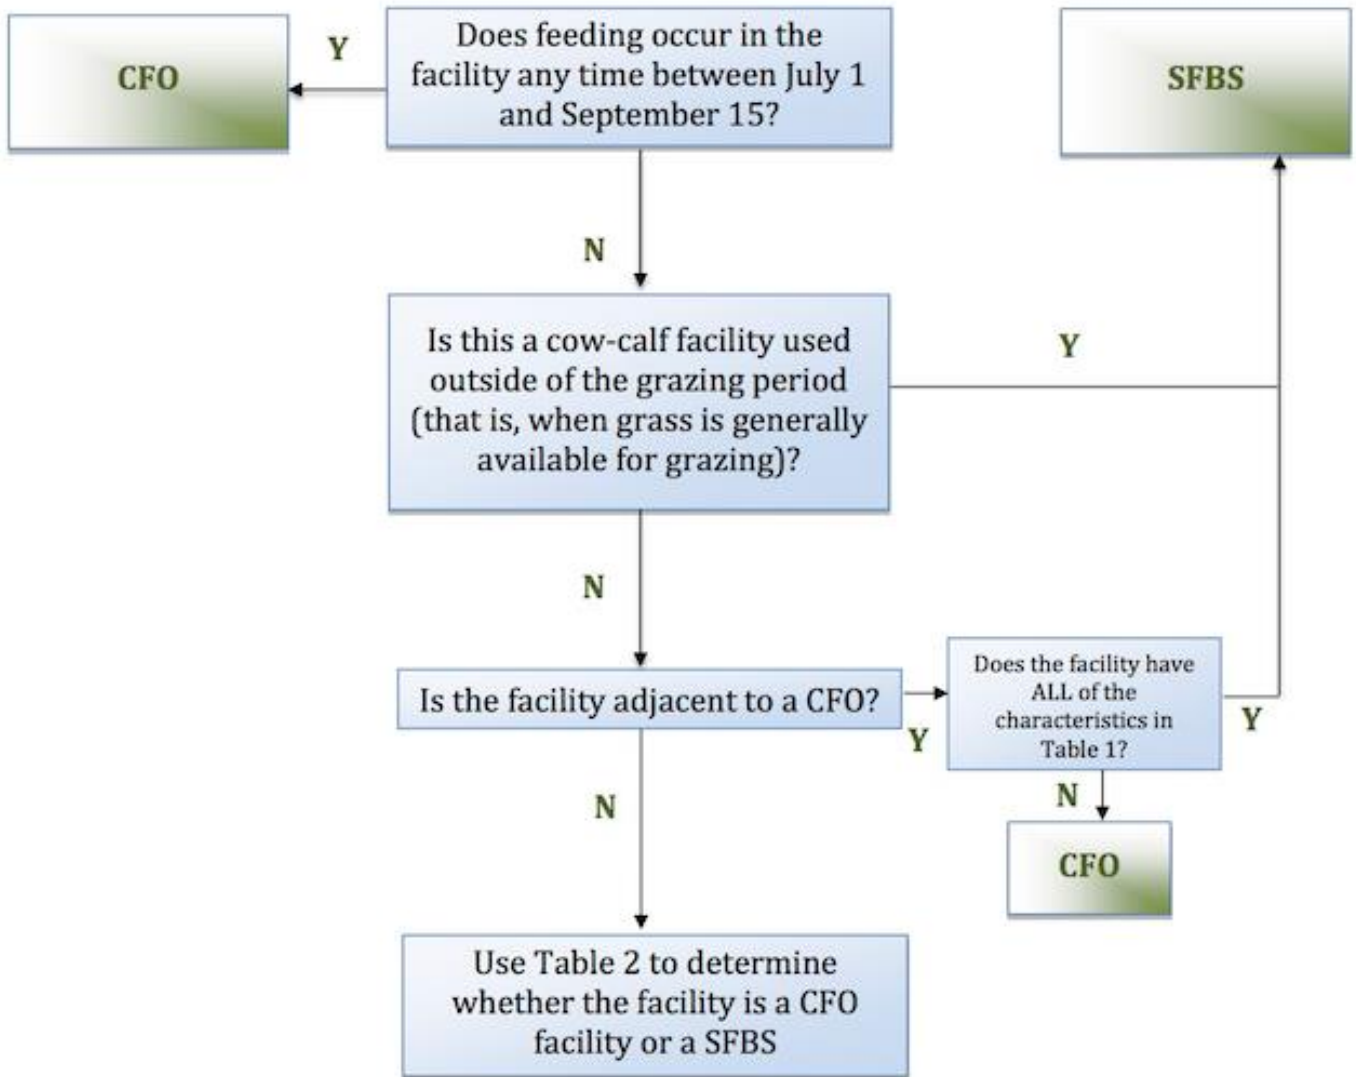 CFO
Y
Does feeding occur in the
facility any time between July 1
and September 15?
SFBS
N
Is this a cow-calf facility used
outside of the grazing period
(that is, when grass is generally
available for grazing)?
Y
N
Is the facility adjacent to a CFO?
Y
Does the facility have
ALL of the
characteristics in
Table 1?
Y
N
CFO
N
Use Table 2 to determine
whether the facility is a CFO
facility or a SFBS